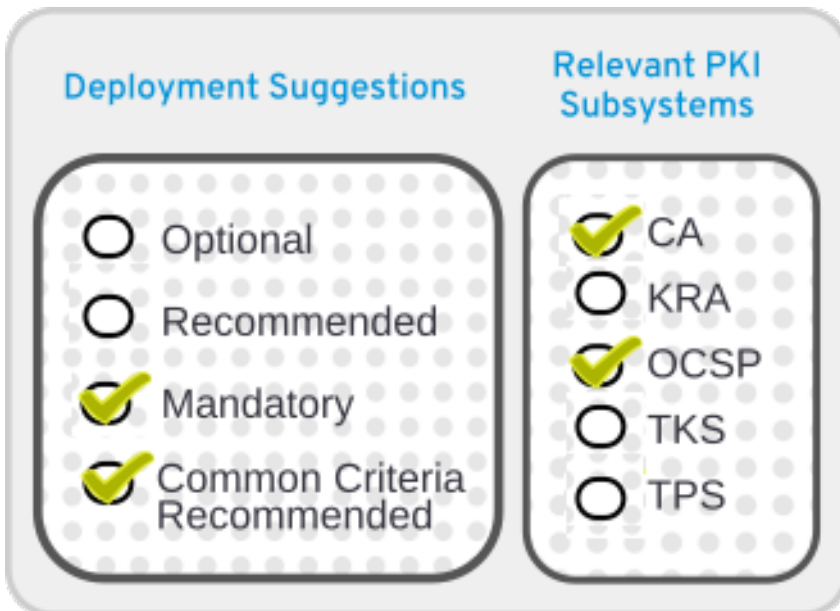 Deployment Suggestions
Optional
Recommended
Mandatory
Common Criteria
Recommended
Relevant PKI
Subsystems
CA
KRA
OCSP
TKS
TPS